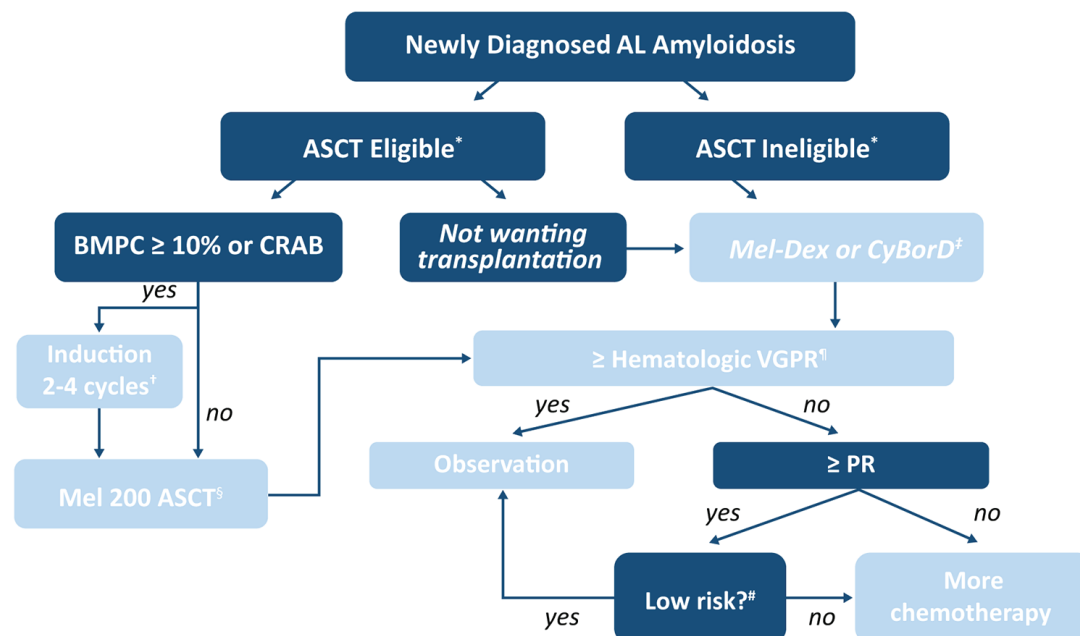 Newly Diagnosed AL Amyloidosis
ASCT Eligible*
ASCT Ineligible*
BMPC ≥ 10% or CRAB
Not wanting
transplantation
Mel-Dex or CyBorD‡
yes
Induction
2-4 cycles†
no
≥ Hematologic VGPR¶
yes
no
Mel 200 ASCT§
Observation
≥ PR
yes
no
Low risk?#
yes
no
More
chemotherapy